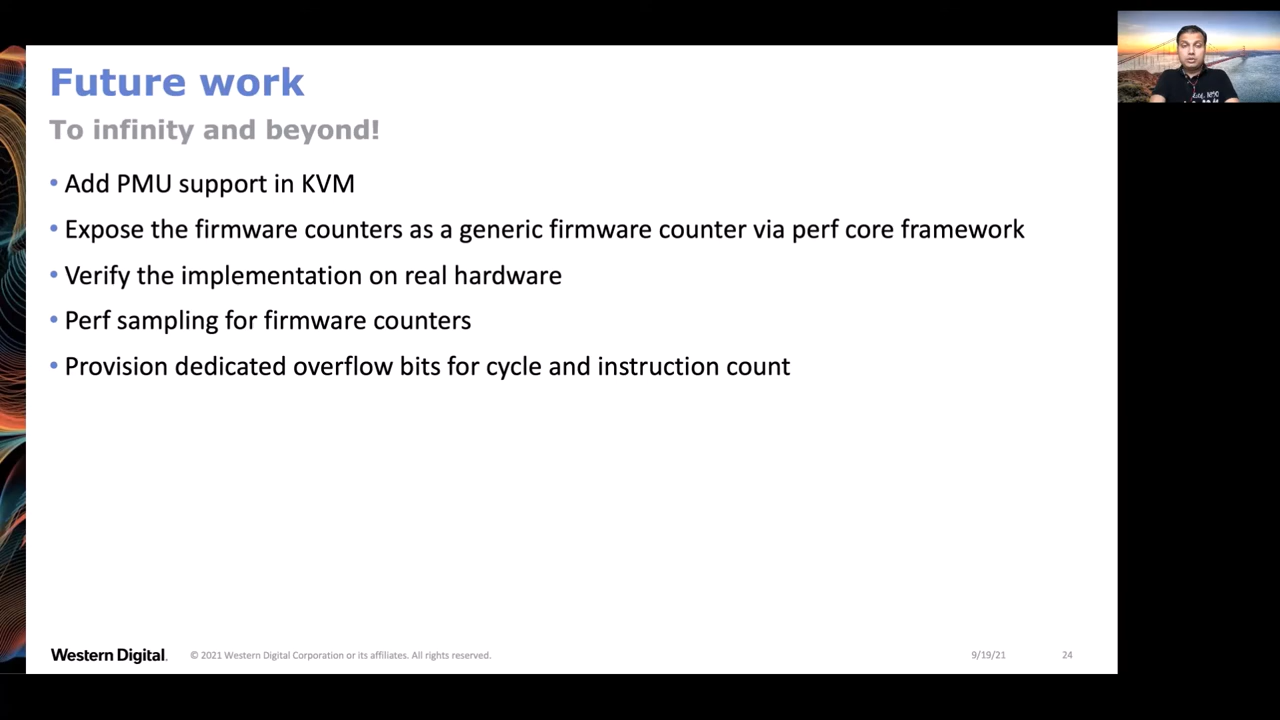 Future work
To infinity and beyond!
• Add PMU support in KVM
• Expose the firmware counters as a generic firmware counter via perf core framework
• Verify the implementation on real hardware
• Perf sampling for firmware counters
• Provision dedicated overflow bits for cycle and instruction count
Western Digital. © 2021 Western Digital Corporation or its affiliates. All rights reserved. 9/19/21 24